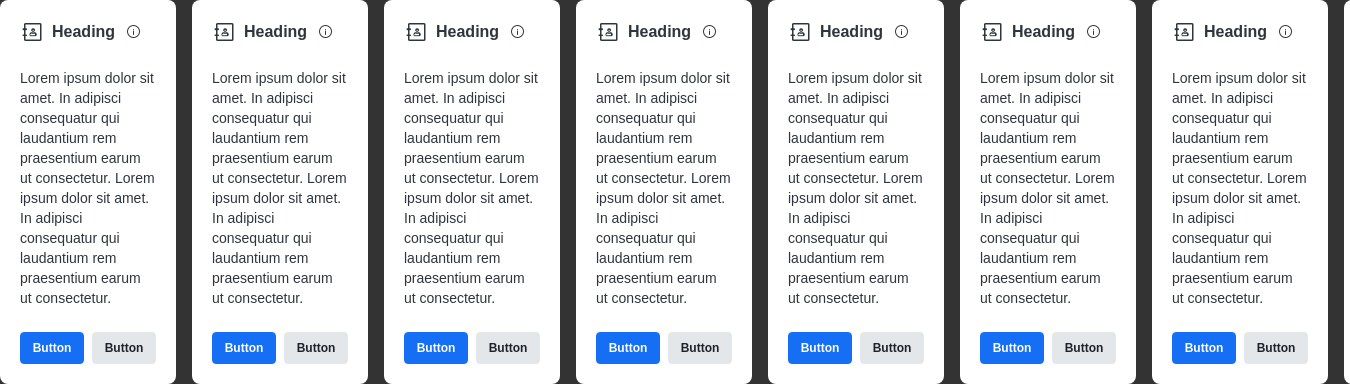 Heading
Lorem ipsum dolor sit
amet. In adipisci
consequatur qui
laudantium rem
praesentium earum
ut consectetur. Lorem
ipsum dolor sit amet.
In adipisci
consequatur qui
laudantium rem
praesentium earum
ut consectetur.
Button Button
Heading
Lorem ipsum dolor sit
amet. In adipisci
consequatur qui
laudantium rem
praesentium earum
ut consectetur. Lorem
ipsum dolor sit amet.
In adipisci
consequatur qui
laudantium rem
praesentium earum
ut consectetur.
Button Button
Heading
Lorem ipsum dolor sit
amet. In adipisci
consequatur qui
laudantium rem
praesentium earum
ut consectetur. Lorem
ipsum dolor sit amet.
In adipisci
consequatur qui
laudantium rem
praesentium earum
ut consectetur.
Button Button
Heading
Lorem ipsum dolor sit
amet. In adipisci
consequatur qui
laudantium rem
praesentium earum
ut consectetur. Lorem
ipsum dolor sit amet.
In adipisci
consequatur qui
laudantium rem
praesentium earum
ut consectetur.
Button Button
Heading
Lorem ipsum dolor sit
amet. In adipisci
consequatur qui
laudantium rem
praesentium earum
ut consectetur. Lorem
ipsum dolor sit amet.
In adipisci
consequatur qui
laudantium rem
praesentium earum
ut consectetur.
Button Button
Heading
Lorem ipsum dolor sit
amet. In adipisci
consequatur qui
laudantium rem
praesentium earum
ut consectetur. Lorem
ipsum dolor sit amet.
In adipisci
consequatur qui
laudantium rem
praesentium earum
ut consectetur.
Button Button
Heading
Lorem ipsum dolor sit
amet. In adipisci
consequatur qui
laudantium rem
praesentium earum
ut consectetur. Lorem
ipsum dolor sit amet.
In adipisci
consequatur qui
laudantium rem
praesentium earum
ut consectetur.
Button Button